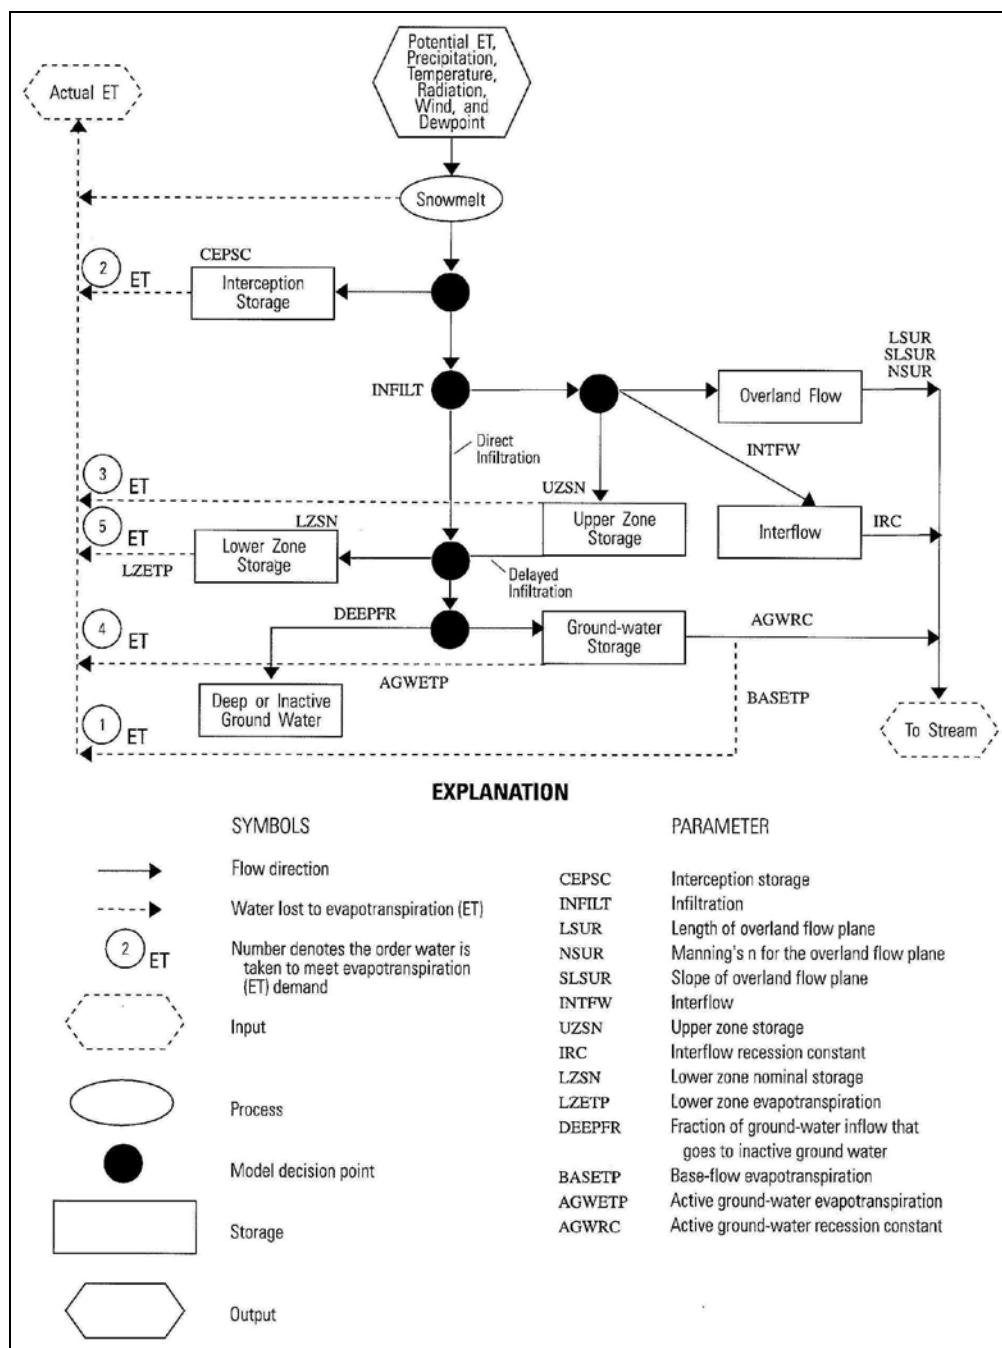 Potential ET,
Precipitation,
Temperature,
Radiation,
Wind, and
Dewpoint
Actual ET
Snowmelt
CEPSC
2 ET
Interception
Storage
LSUR
SLSUR
NSUR
INFILT
Overland Flow
Direct
Infiltration
INTFW
3 ET
UZSN
5 ET
LZSN
Upper Zone
Storage
IRC
Lower Zone
Storage
Interflow
LZETP
Delayed
Infiltration
4 ET
DEEPFR
Ground-water
Storage
AGWRC
AGWETP
BASETP
Deep or Inactive
Ground Water
1 ET
To Stream
EXPLANATION
SYMBOLS
Flow direction
Water lost to evapotranspiration (ET)
2 ET
Number denotes the order water is
taken to meet evapotranspiration
(ET) demand
Input
Process
Model decision point
Storage
Output
PARAMETER
CEPSC Interception storage
INFILT Infiltration
LSUR Length of overland flow plane
NSUR Manning's n for the overland flow plane
SLSUR Slope of overland flow plane
INTFW Interflow
UZSN Upper zone storage
IRC Interflow recession constant
LZSN Lower zone nominal storage
LZETP Lower zone evapotranspiration
DEEPFR Fraction of ground-water inflow that
goes to inactive ground water
BASETP Base-flow evapotranspiration
AGWETP Active ground-water evapotranspiration
AGWRC Active ground-water recession constant